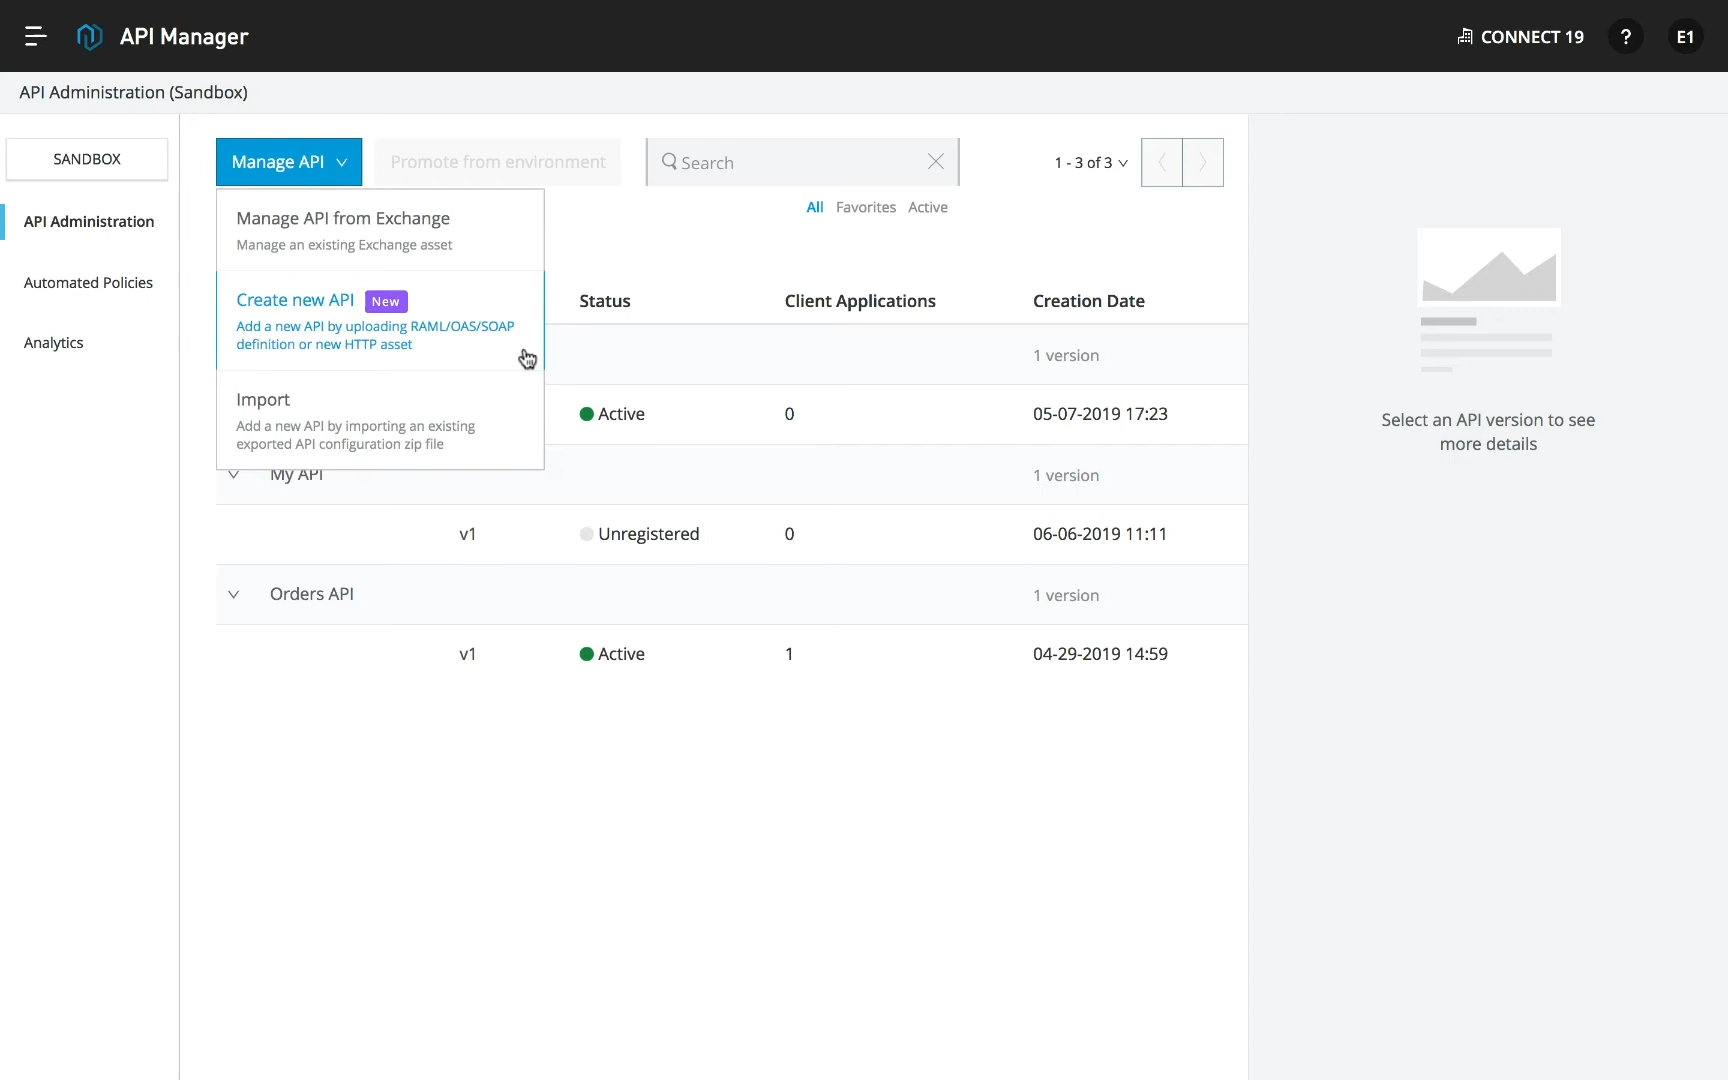 API Manager
CONNECT 19
?
E1
API Administration (Sandbox)
SANDBOX
API Administration
Automated Policies
Analytics
Manage API
Promote from environment
Search
1 - 3 of 3
All Favorites Active
Manage API from Exchange
Manage an existing Exchange asset
Create new API New
Add a new API by uploading RAML/OAS/SOAP
definition or new HTTP asset
Import
Add a new API by importing an existing
exported API configuration zip file
Status Client Applications Creation Date
1 version
Active 0 05-07-2019 17:23
My API 1 version
v1 Unregistered 0 06-06-2019 11:11
Orders API 1 version
v1 Active 1 04-29-2019 14:59
Select an API version to see
more details